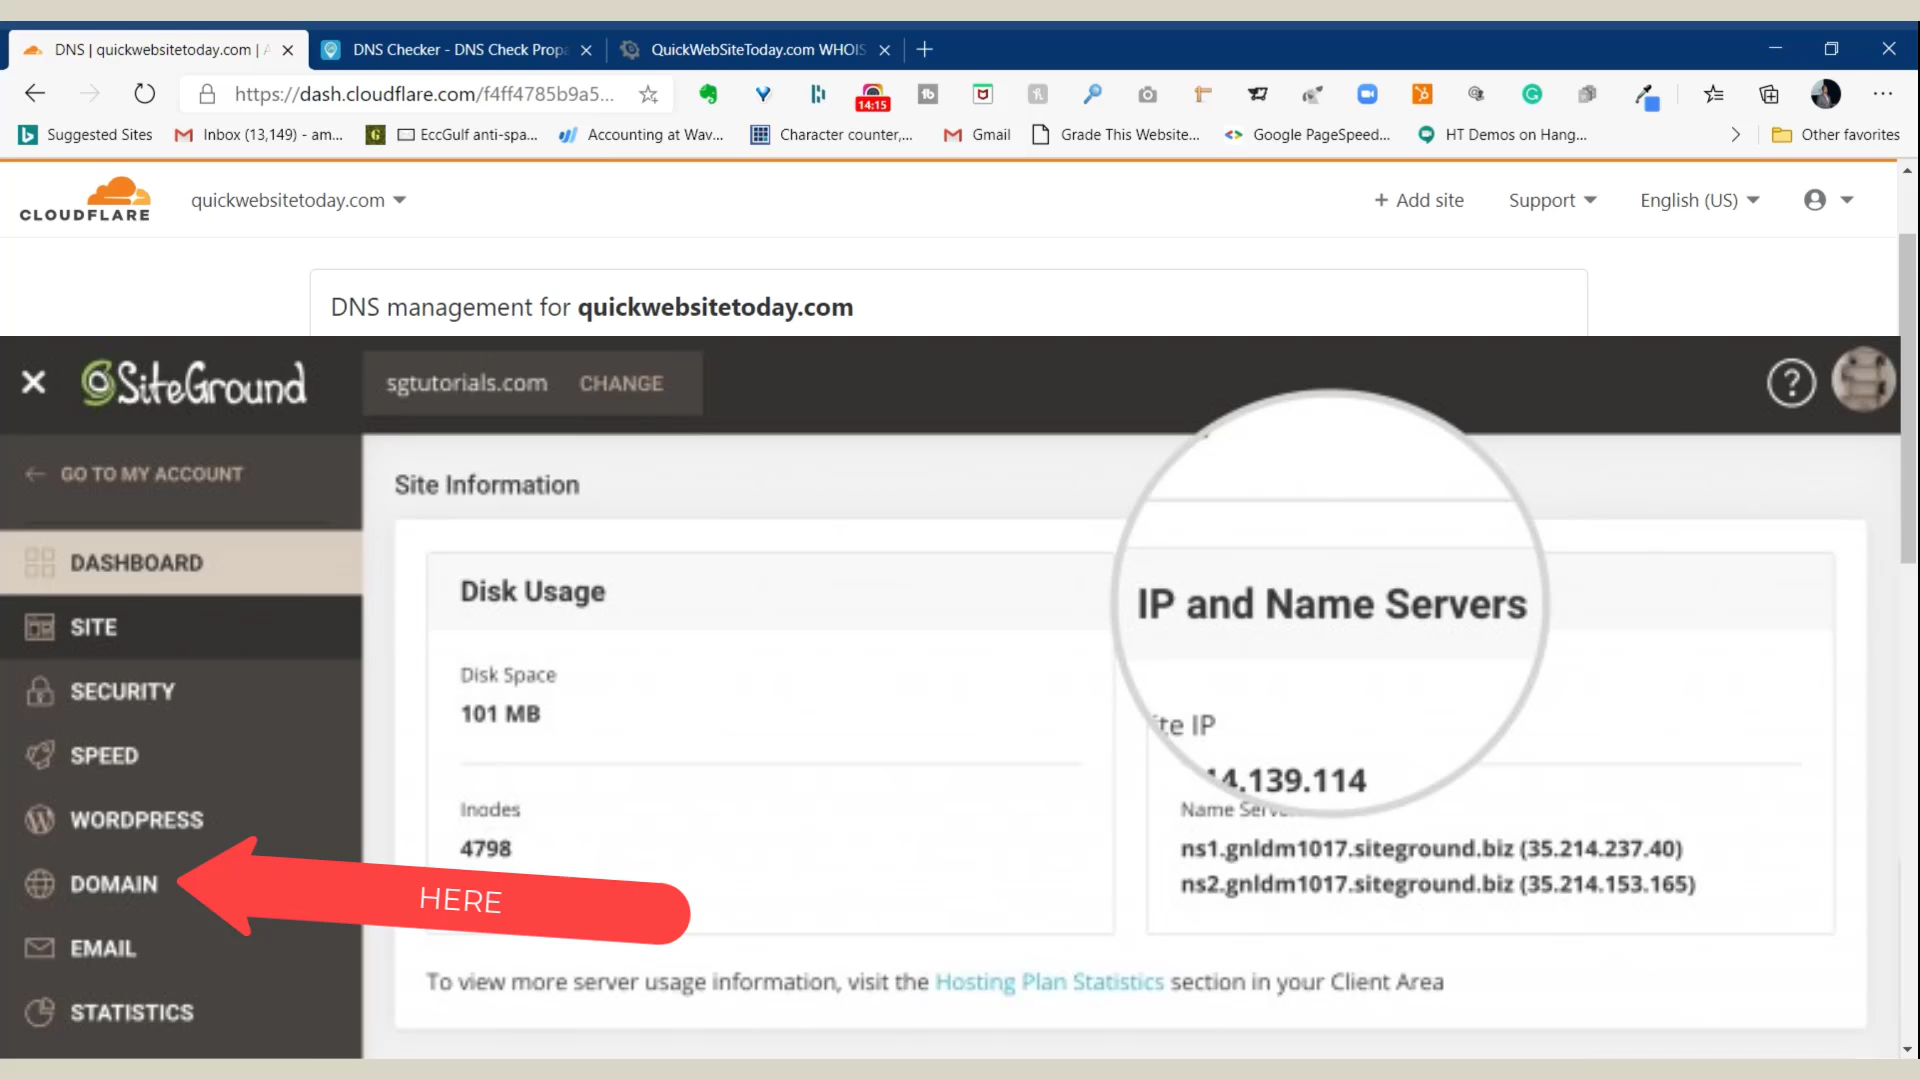 DNS | quickwebsitetoday.com | A
DNS Checker - DNS Check Propa
QuickWebSiteToday.com WHOIS
https://dash.cloudflare.com/f4ff4785b9a5...
14:15
Suggested Sites
Inbox (13,149) - am...
EccGulf anti-spa...
Accounting at Wav...
Character counter,...
Gmail
Grade This Website...
Google PageSpeed...
HT Demos on Hang...
Other favorites
CLOUDFLARE
quickwebsitetoday.com
+ Add site
Support
English (US)
DNS management for quickwebsitetoday.com
SiteGround
sgtutorials.com CHANGE
GO TO MY ACCOUNT
DASHBOARD
SITE
SECURITY
SPEED
WORDPRESS
DOMAIN
EMAIL
STATISTICS
HERE
Site Information
Disk Usage
Disk Space
101 MB
Inodes
4798
IP and Name Servers
te IP
4.139.114
Name Serv
ns1.gnldm1017.siteground.biz (35.214.237.40)
ns2.gnldm1017.siteground.biz (35.214.153.165)
To view more server usage information, visit the Hosting Plan Statistics section in your Client Area